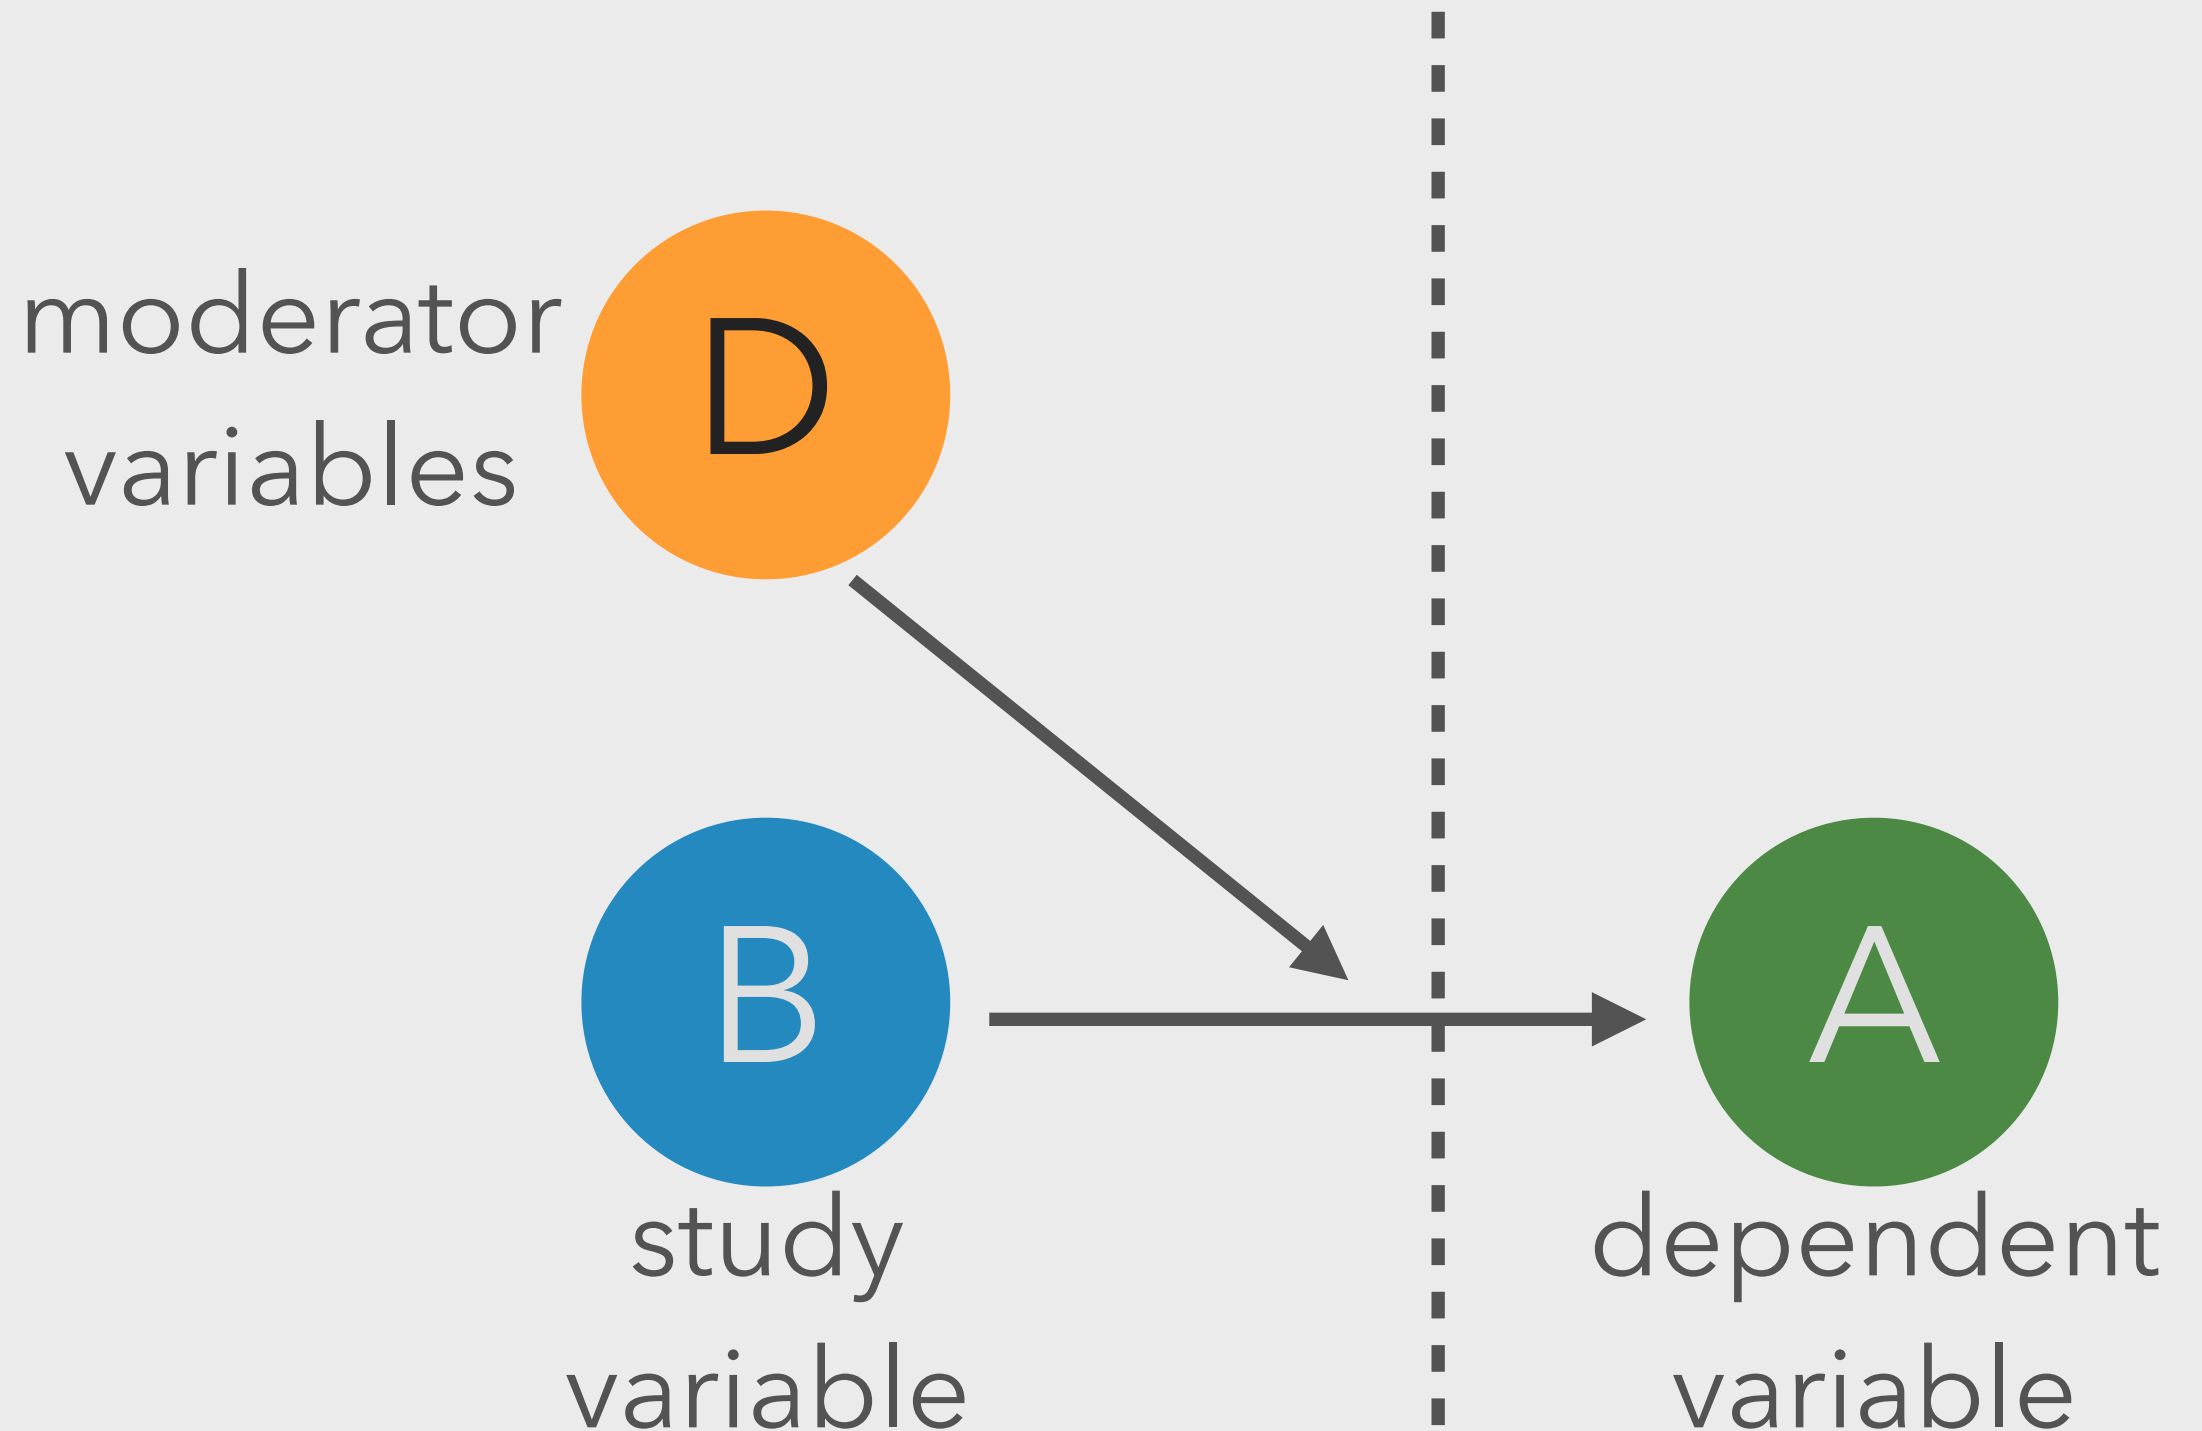 moderator
variables
D
B
A
study
variable
dependent
variable